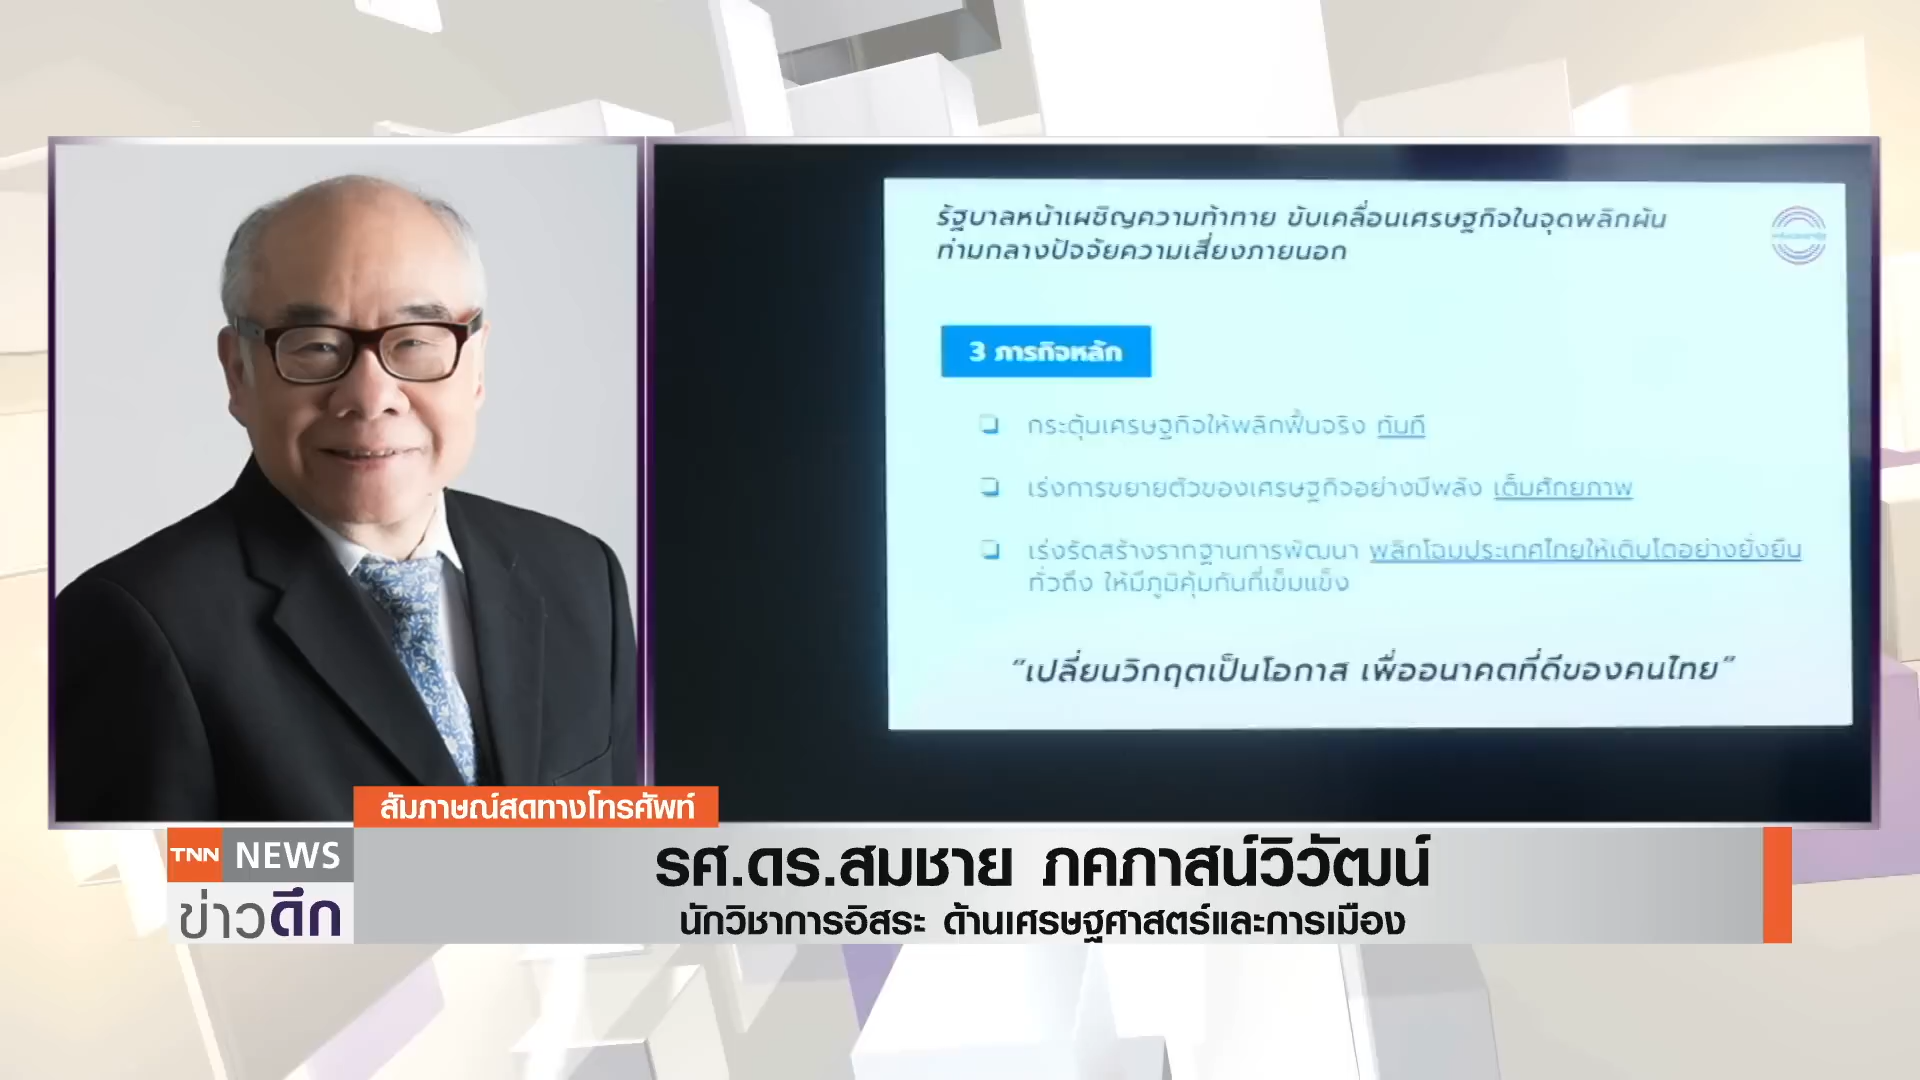 รัฐบาลหน้าเผชิญความท้าทาย ขับเคลื่อนเศรษฐกิจในจุดพลิกผัน
ท่ามกลางปัจจัยความเสี่ยงภายนอก
3 ภารกิจหลัก
กระตุ้นเศรษฐกิจให้พลิกฟื้นจริง ทันที
เร่งการขยายตัวของเศรษฐกิจอย่างมีพลัง เต็มศักยภาพ
เร่งรัดสร้างรากฐานการพัฒนา พลิกโฉมประเทศไทยให้เติบโตอย่างยั่งยืน
ทั่วถึง ให้มีภูมิคุ้มกันที่เข็มแข็ง
“เปลี่ยนวิกฤตเป็นโอกาส เพื่ออนาคตที่ดีของคนไทย”
สัมภาษณ์สดทางโทรศัพท์
TNN NEWS
ข่าวดึก
รศ.ดร.สมชาย ภคภาสน์วิวัฒน์
นักวิชาการอิสระ ด้านเศรษฐศาสตร์และการเมือง